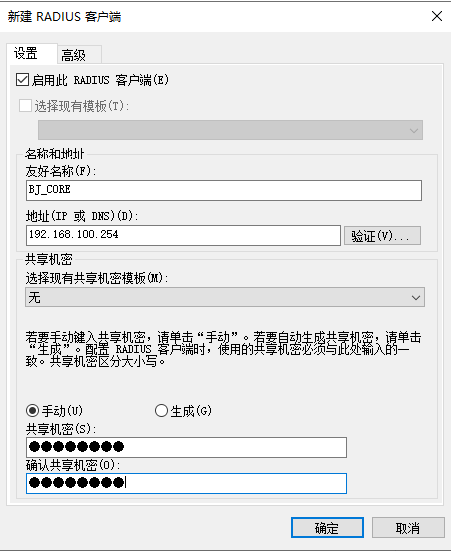 新建 RADIUS 客户端
设置
高级
启用此 RADIUS 客户端(E)
选择现有模板(T):
名称和地址
友好名称(F):
BJ_CORE
地址(IP 或 DNS)(D):
192.168.100.254
验证(V)...
共享机密
选择现有共享机密模板(M):
无
若要手动键入共享机密，请单击“手动”。若要自动生成共享机密，请单击
“生成”。配置 RADIUS 客户端时，使用的共享机密必须与此处输入的一
致。共享机密区分大小写。
手动(U)
生成(G)
共享机密(S):
●●●●●●●●
确认共享机密(O):
●●●●●●●●
确定
取消